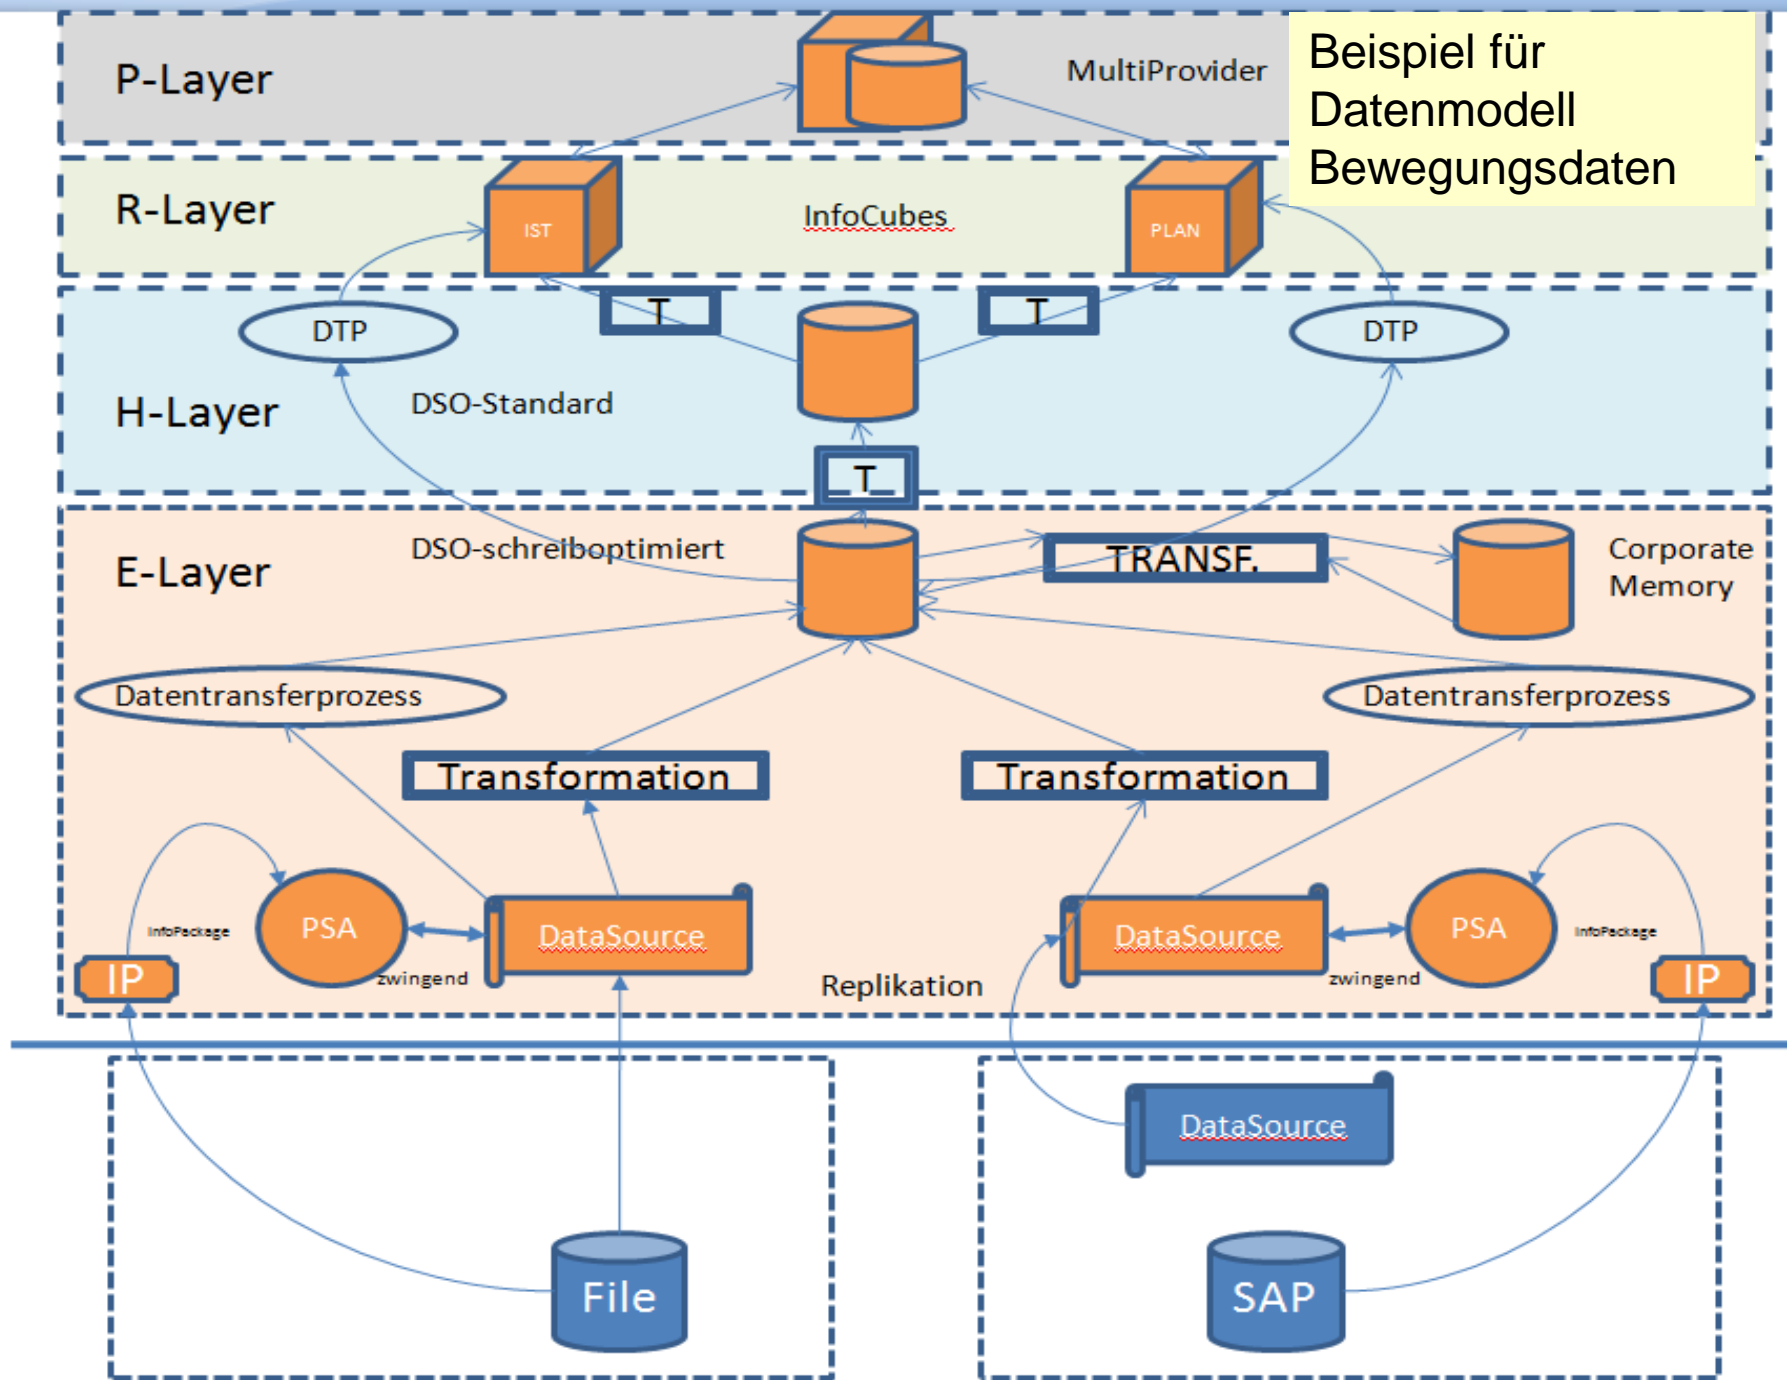 Beispiel für
Datenmodell
Bewegungsdaten
P-Layer
MultiProvider
R-Layer
IST
InfoCubes
PLAN
T
T
DTP
DTP
H-Layer
DSO-Standard
T
E-Layer
DSO-schreiboptimiert
TRANSF.
Corporate
Memory
Datentransferprozess
Datentransferprozess
Transformation
Transformation
InfoPackage
PSA
DataSource
DataSource
PSA
InfoPackage
IP
zwingend
Replikation
zwingend
IP
DataSource
File
SAP